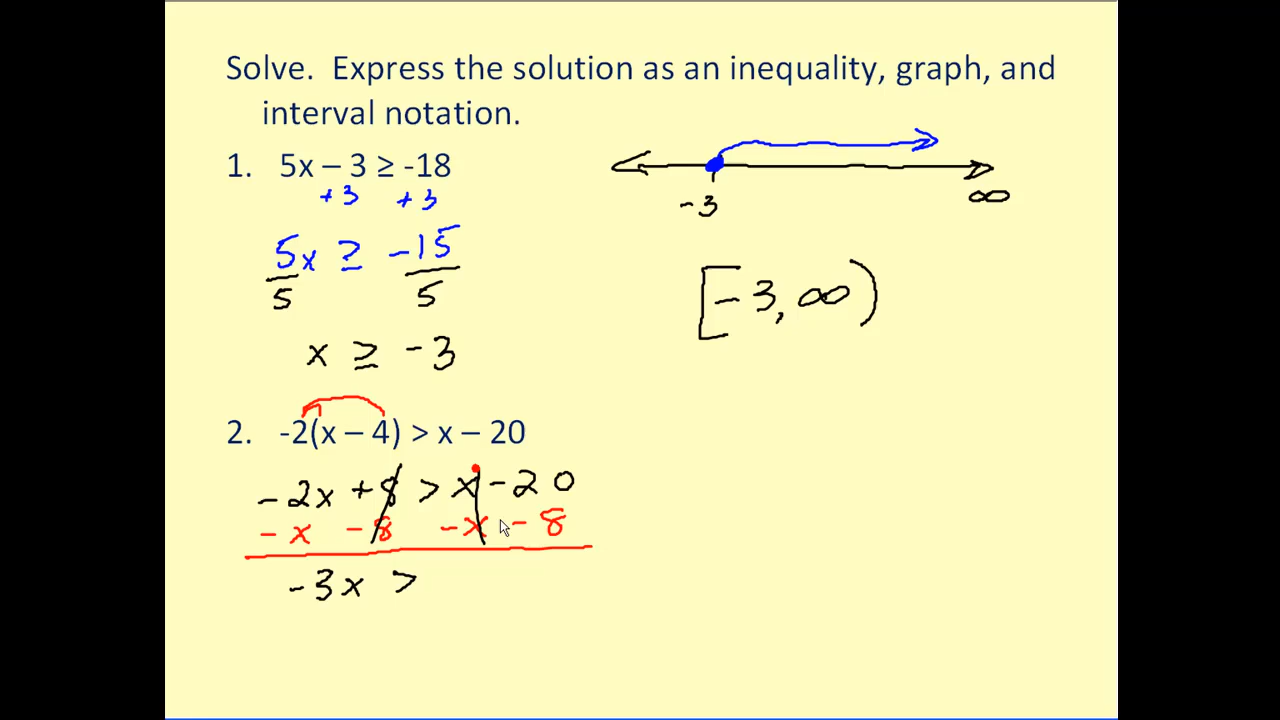 Solve. Express the solution as an inequality, graph, and
interval notation.
1. 5x – 3 ≥ -18
+3 +3
5x ≥ -15
5 5
x ≥ -3
-3 ∞
[-3, ∞)
2. -2(x – 4) > x – 20
-2x +8 > x -20
-x -8 -x -8
-3x >